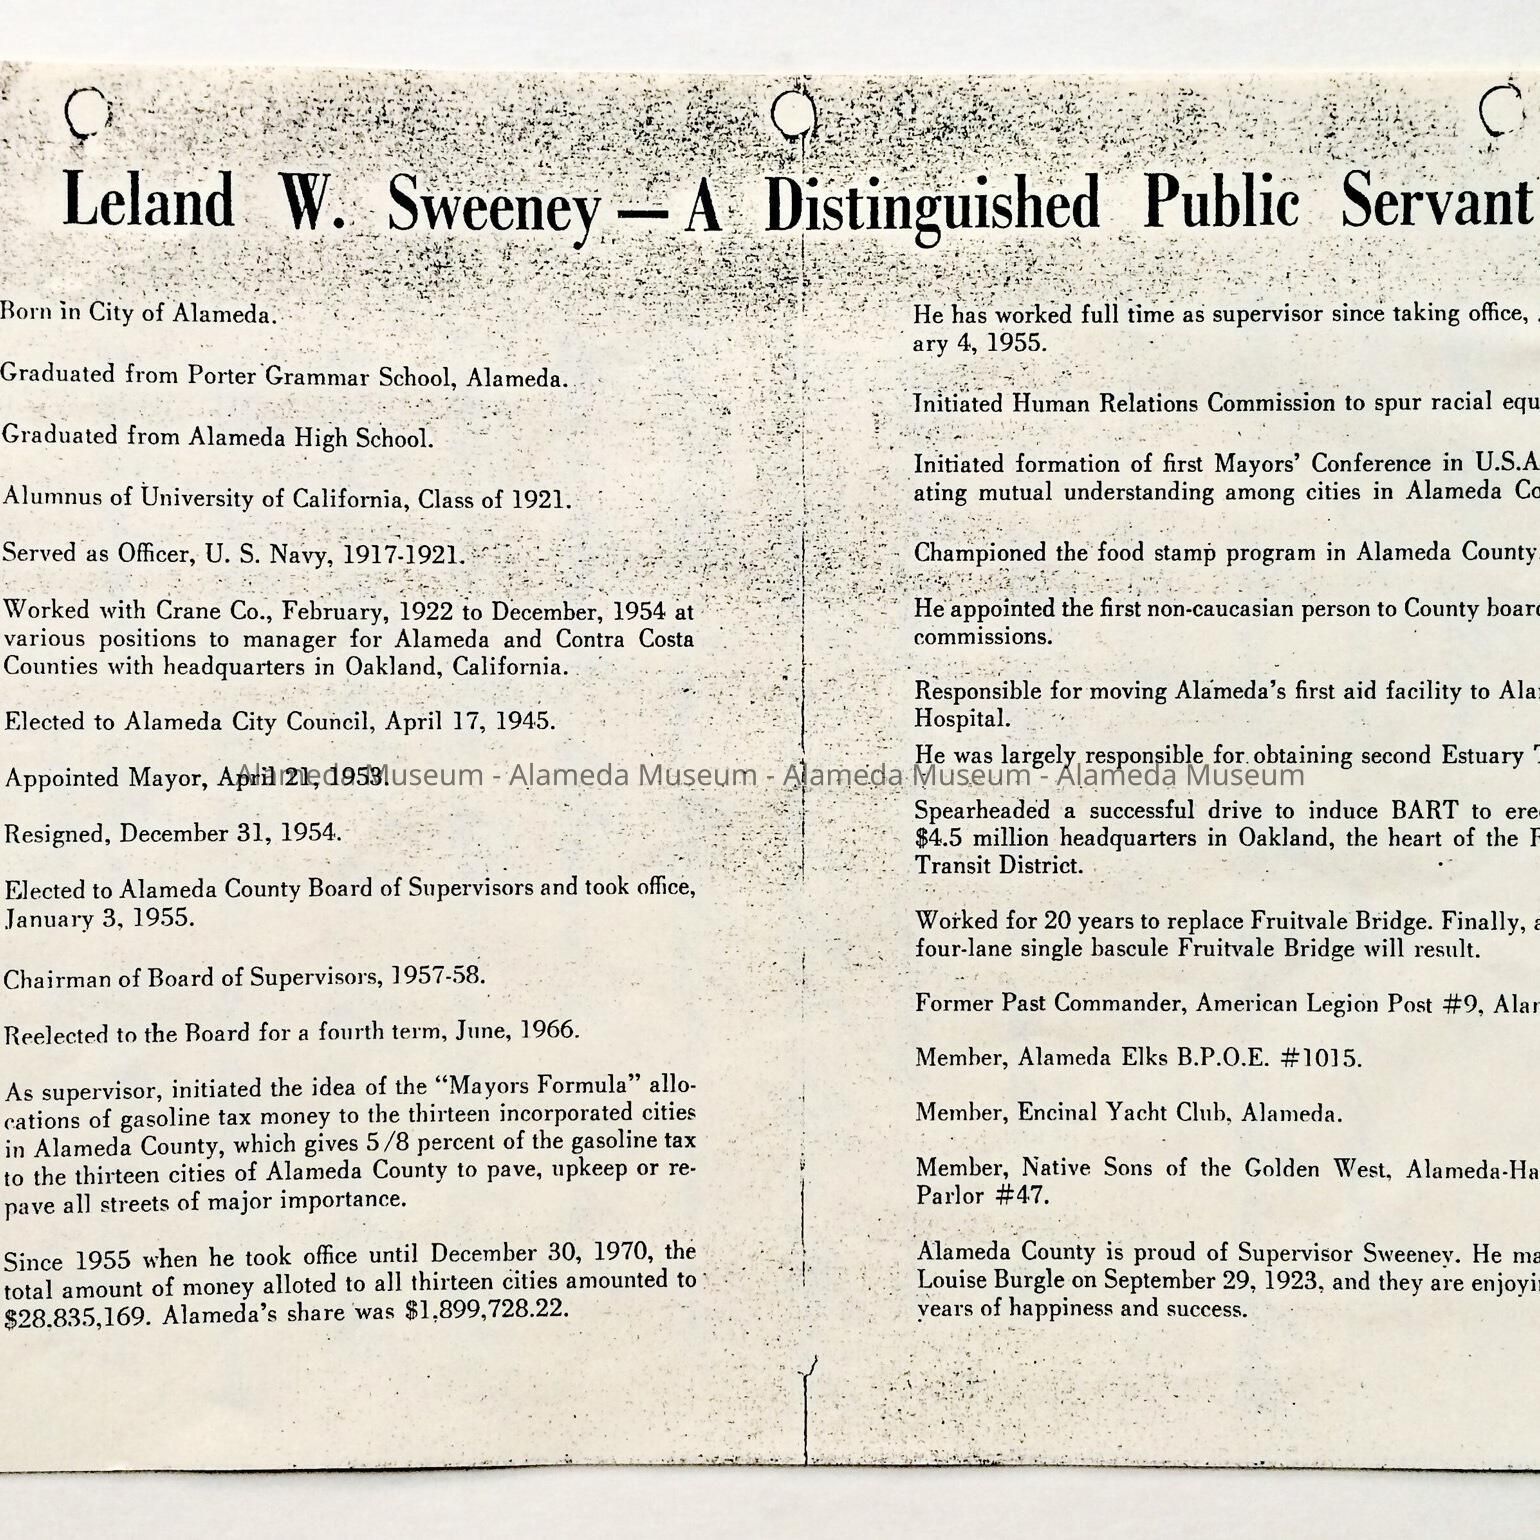 Leland W. Sweeney — A Distinguished Public Servant
Born in City of Alameda.
Graduated from Porter Grammar School, Alameda.
Graduated from Alameda High School.
Alumnus of University of California, Class of 1921.
Served as Officer, U. S. Navy, 1917-1921.
Worked with Crane Co., February, 1922 to December, 1954 at
various positions to manager for Alameda and Contra Costa
Counties with headquarters in Oakland, California.
Elected to Alameda City Council, April 17, 1945.
Appointed Mayor, April 21, 1953.
Resigned, December 31, 1954.
Elected to Alameda County Board of Supervisors and took office,
January 3, 1955.
Chairman of Board of Supervisors, 1957-58.
Reelected to the Board for a fourth term, June, 1966.
As supervisor, initiated the idea of the “Mayors Formula” allo-
cations of gasoline tax money to the thirteen incorporated cities
in Alameda County, which gives 5/8 percent of the gasoline tax
to the thirteen cities of Alameda County to pave, upkeep or re-
pave all streets of major importance.
Since 1955 when he took office until December 30, 1970, the
total amount of money alloted to all thirteen cities amounted to
$28,835,169. Alameda’s share was $1,899,728.22.
He has worked full time as supervisor since taking office,
ary 4, 1955.
Initiated Human Relations Commission to spur racial equ
Initiated formation of first Mayors’ Conference in U.S.A
ating mutual understanding among cities in Alameda Co
Championed the food stamp program in Alameda County
He appointed the first non-caucasian person to County board
commissions.
Responsible for moving Alameda’s first aid facility to Ala
Hospital.
He was largely responsible for obtaining second Estuary T
Spearheaded a successful drive to induce BART to ere
$4.5 million headquarters in Oakland, the heart of the
Transit District.
Worked for 20 years to replace Fruitvale Bridge. Finally, a
four-lane single bascule Fruitvale Bridge will result.
Former Past Commander, American Legion Post #9, Alam
Member, Alameda Elks B.P.O.E. #1015.
Member, Encinal Yacht Club, Alameda.
Member, Native Sons of the Golden West, Alameda-Ha
Parlor #47.
Alameda County is proud of Supervisor Sweeney. He ma
Louise Burgle on September 29, 1923, and they are enjoyi
years of happiness and success.
Alameda Museum - Alameda Museum - Alameda Museum - Alameda Museum